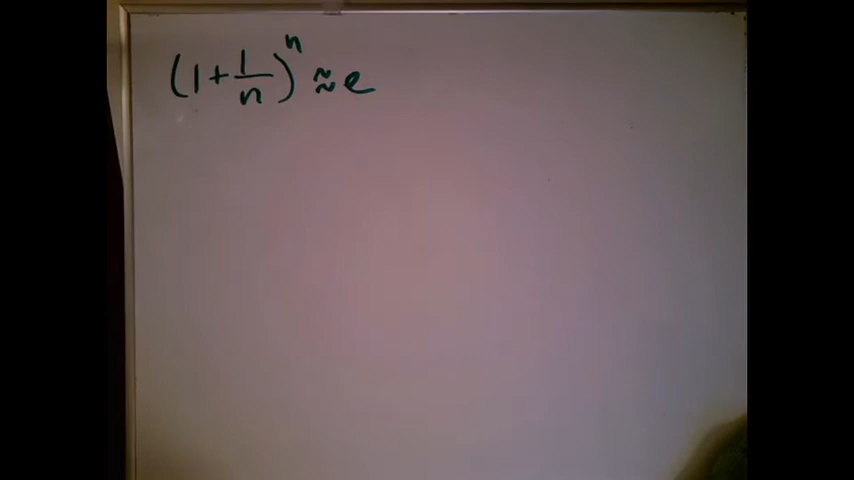 (1 + 1/n)^n ≈ e